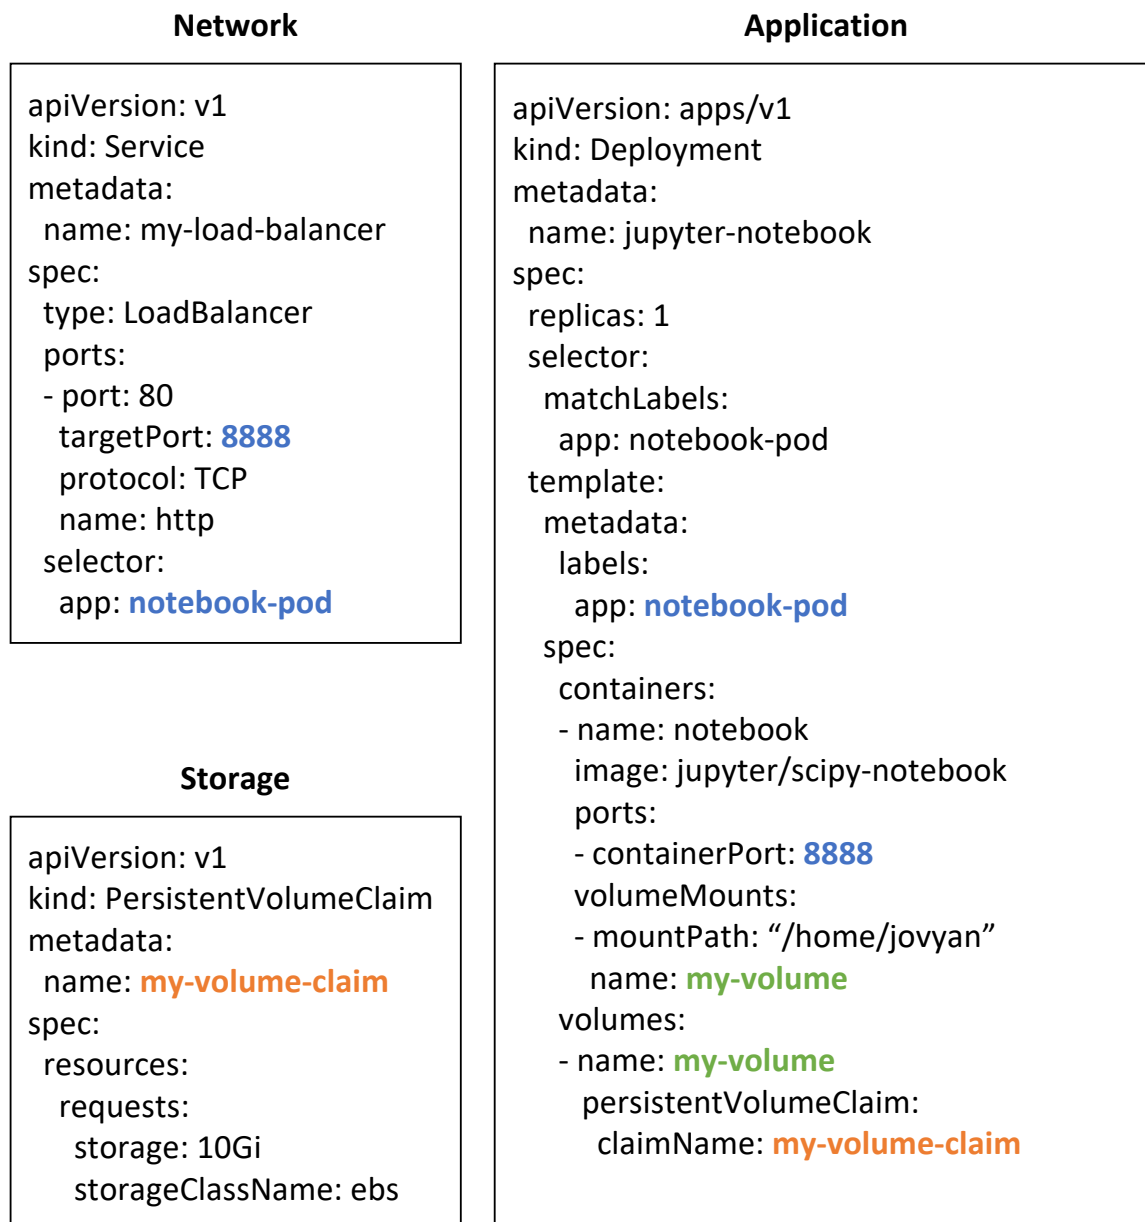 Network
apiVersion: v1
kind: Service
metadata:
  name: my-load-balancer
spec:
  type: LoadBalancer
  ports:
  - port: 80
    targetPort: 8888
    protocol: TCP
    name: http
  selector:
    app: notebook-pod
Storage
apiVersion: v1
kind: PersistentVolumeClaim
metadata:
  name: my-volume-claim
spec:
  resources:
    requests:
      storage: 10Gi
      storageClassName: ebs
Application
apiVersion: apps/v1
kind: Deployment
metadata:
  name: jupyter-notebook
spec:
  replicas: 1
  selector:
    matchLabels:
      app: notebook-pod
  template:
    metadata:
      labels:
        app: notebook-pod
    spec:
      containers:
      - name: notebook
        image: jupyter/scipy-notebook
        ports:
        - containerPort: 8888
        volumeMounts:
        - mountPath: “/home/jovyan”
          name: my-volume
      volumes:
      - name: my-volume
         persistentVolumeClaim:
          claimName: my-volume-claim